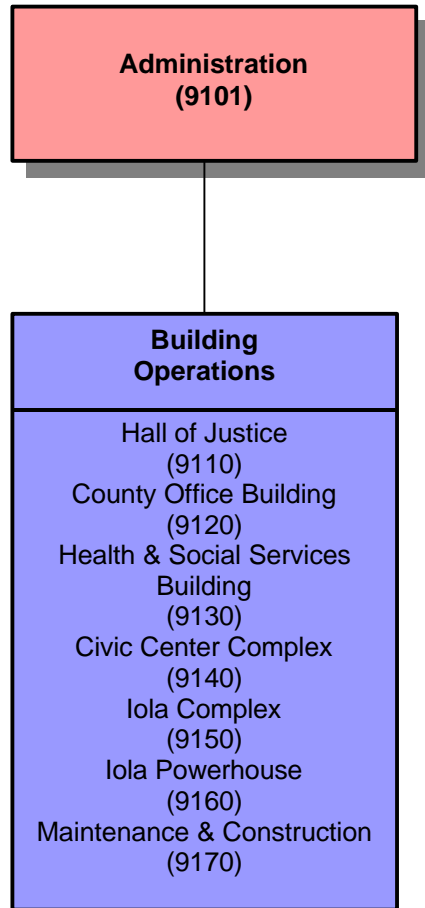 Administration
(9101)
Building
Operations
Hall of Justice
(9110)
County Office Building
(9120)
Health & Social Services
Building
(9130)
Civic Center Complex
(9140)
Iola Complex
(9150)
Iola Powerhouse
(9160)
Maintenance & Construction
(9170)